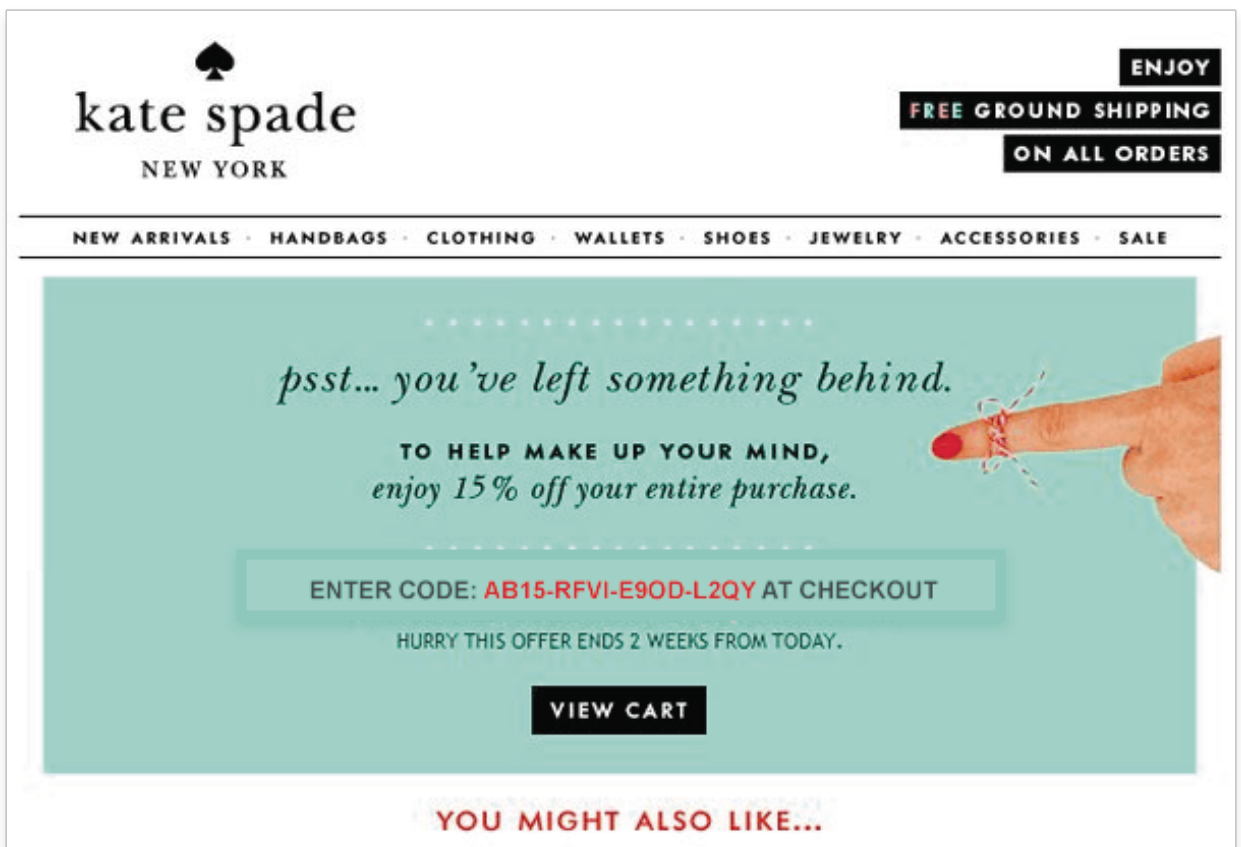 kate spade
NEW YORK
ENJOY
FREE GROUND SHIPPING
ON ALL ORDERS
NEW ARRIVALS · HANDBAGS · CLOTHING · WALLETS · SHOES · JEWELRY · ACCESSORIES · SALE
psst... you've left something behind.
TO HELP MAKE UP YOUR MIND,
enjoy 15% off your entire purchase.
ENTER CODE: AB15-RFVI-E9OD-L2QY AT CHECKOUT
HURRY THIS OFFER ENDS 2 WEEKS FROM TODAY.
VIEW CART
YOU MIGHT ALSO LIKE...